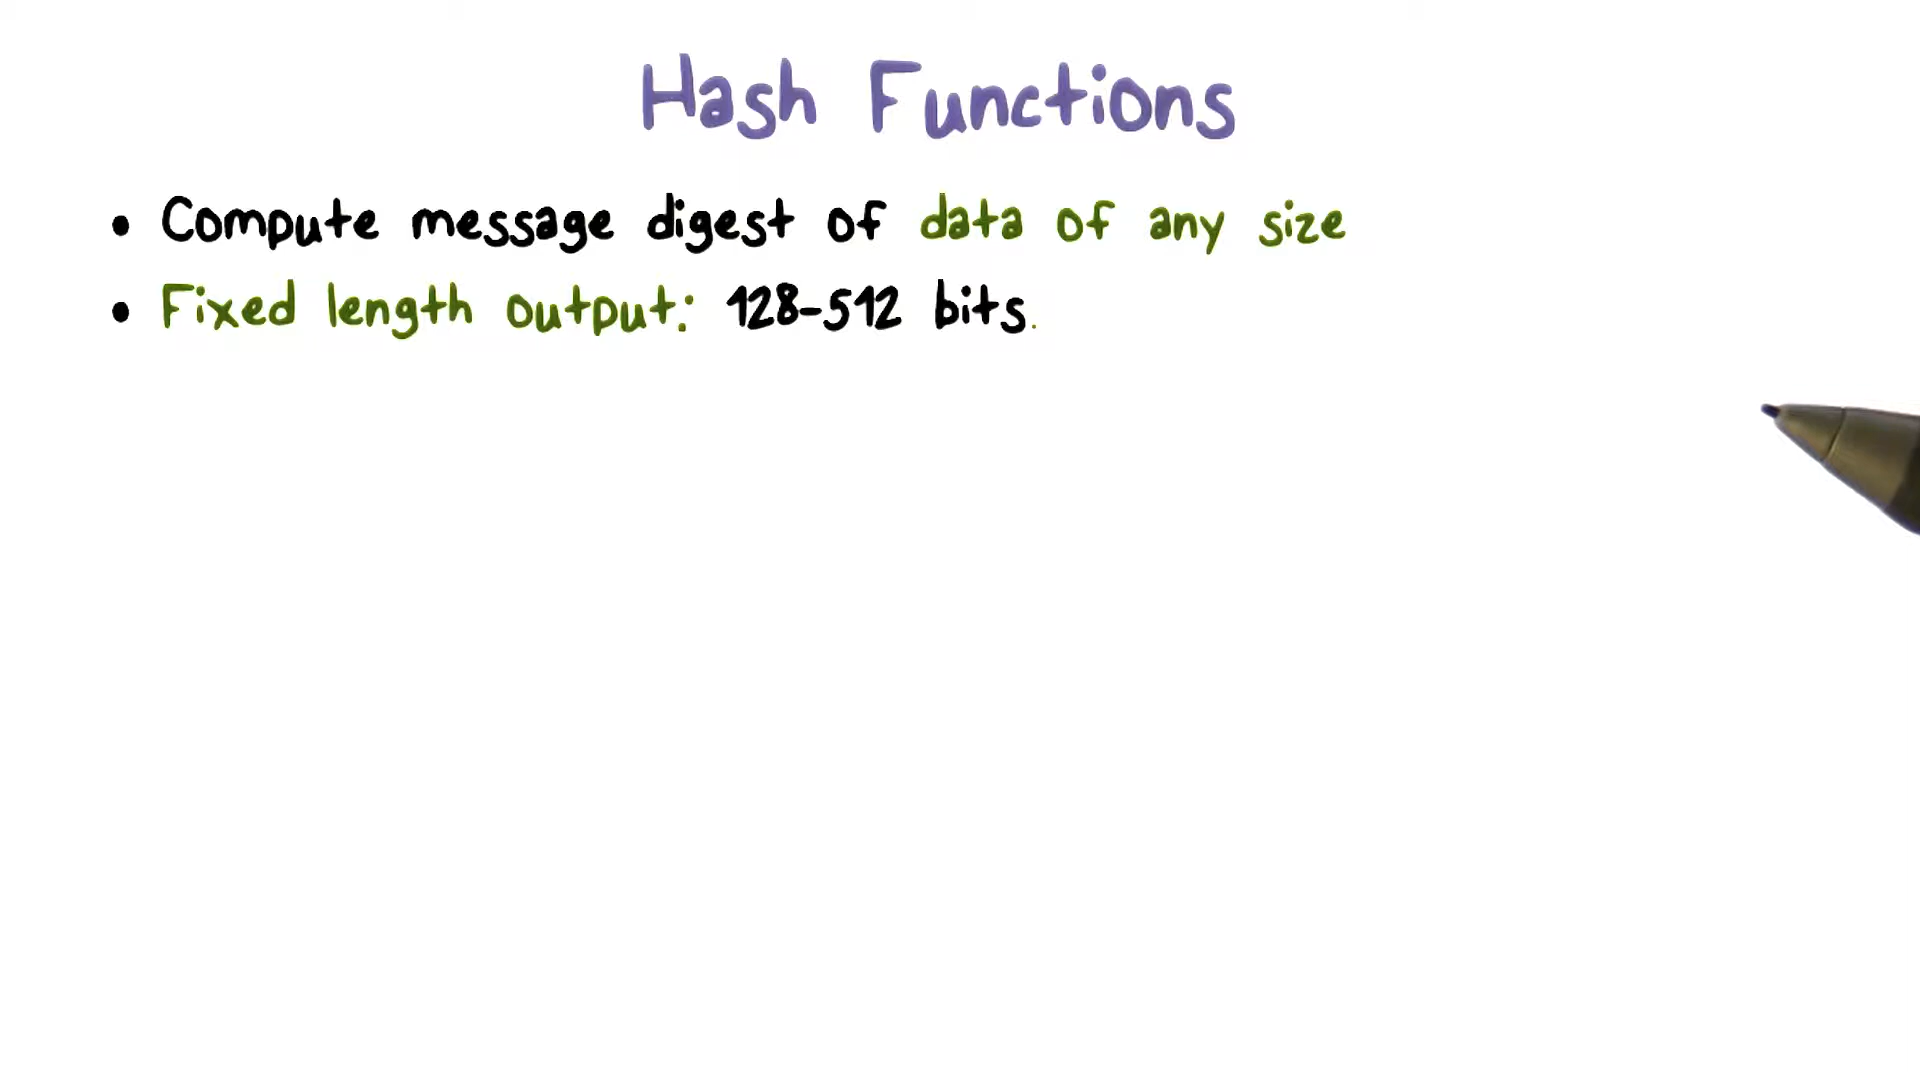 Hash Functions
• Compute message digest of data of any size
• Fixed length output: 128-512 bits.